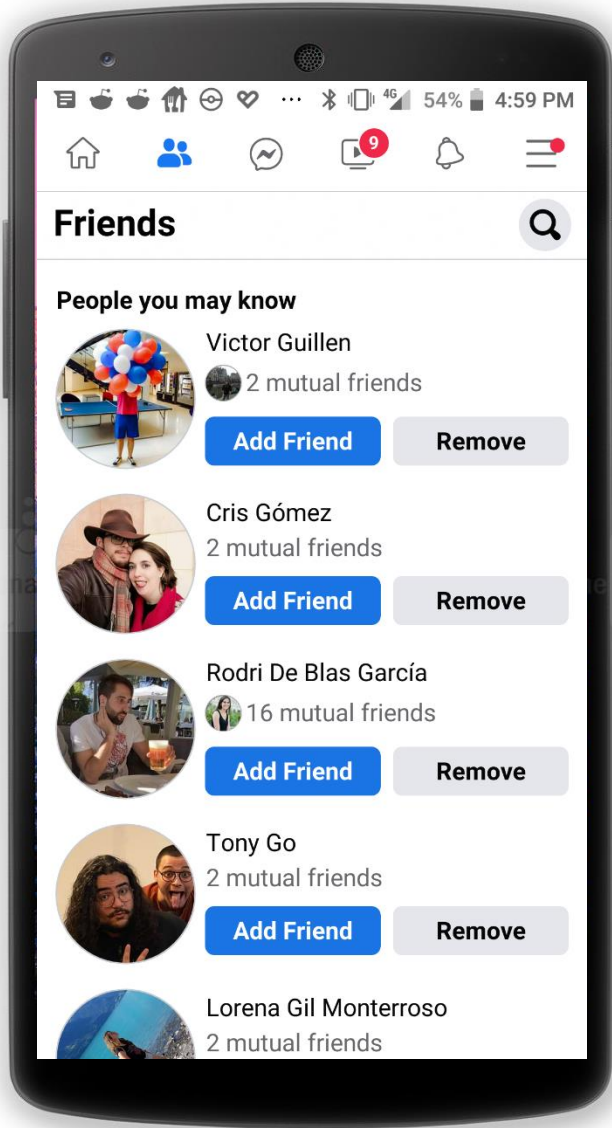 4G 54% 4:59 PM
9
Friends
People you may know
Victor Guillen
2 mutual friends
Add Friend Remove
Cris Gómez
2 mutual friends
Add Friend Remove
Rodri De Blas García
16 mutual friends
Add Friend Remove
Tony Go
2 mutual friends
Add Friend Remove
Lorena Gil Monterroso
2 mutual friends